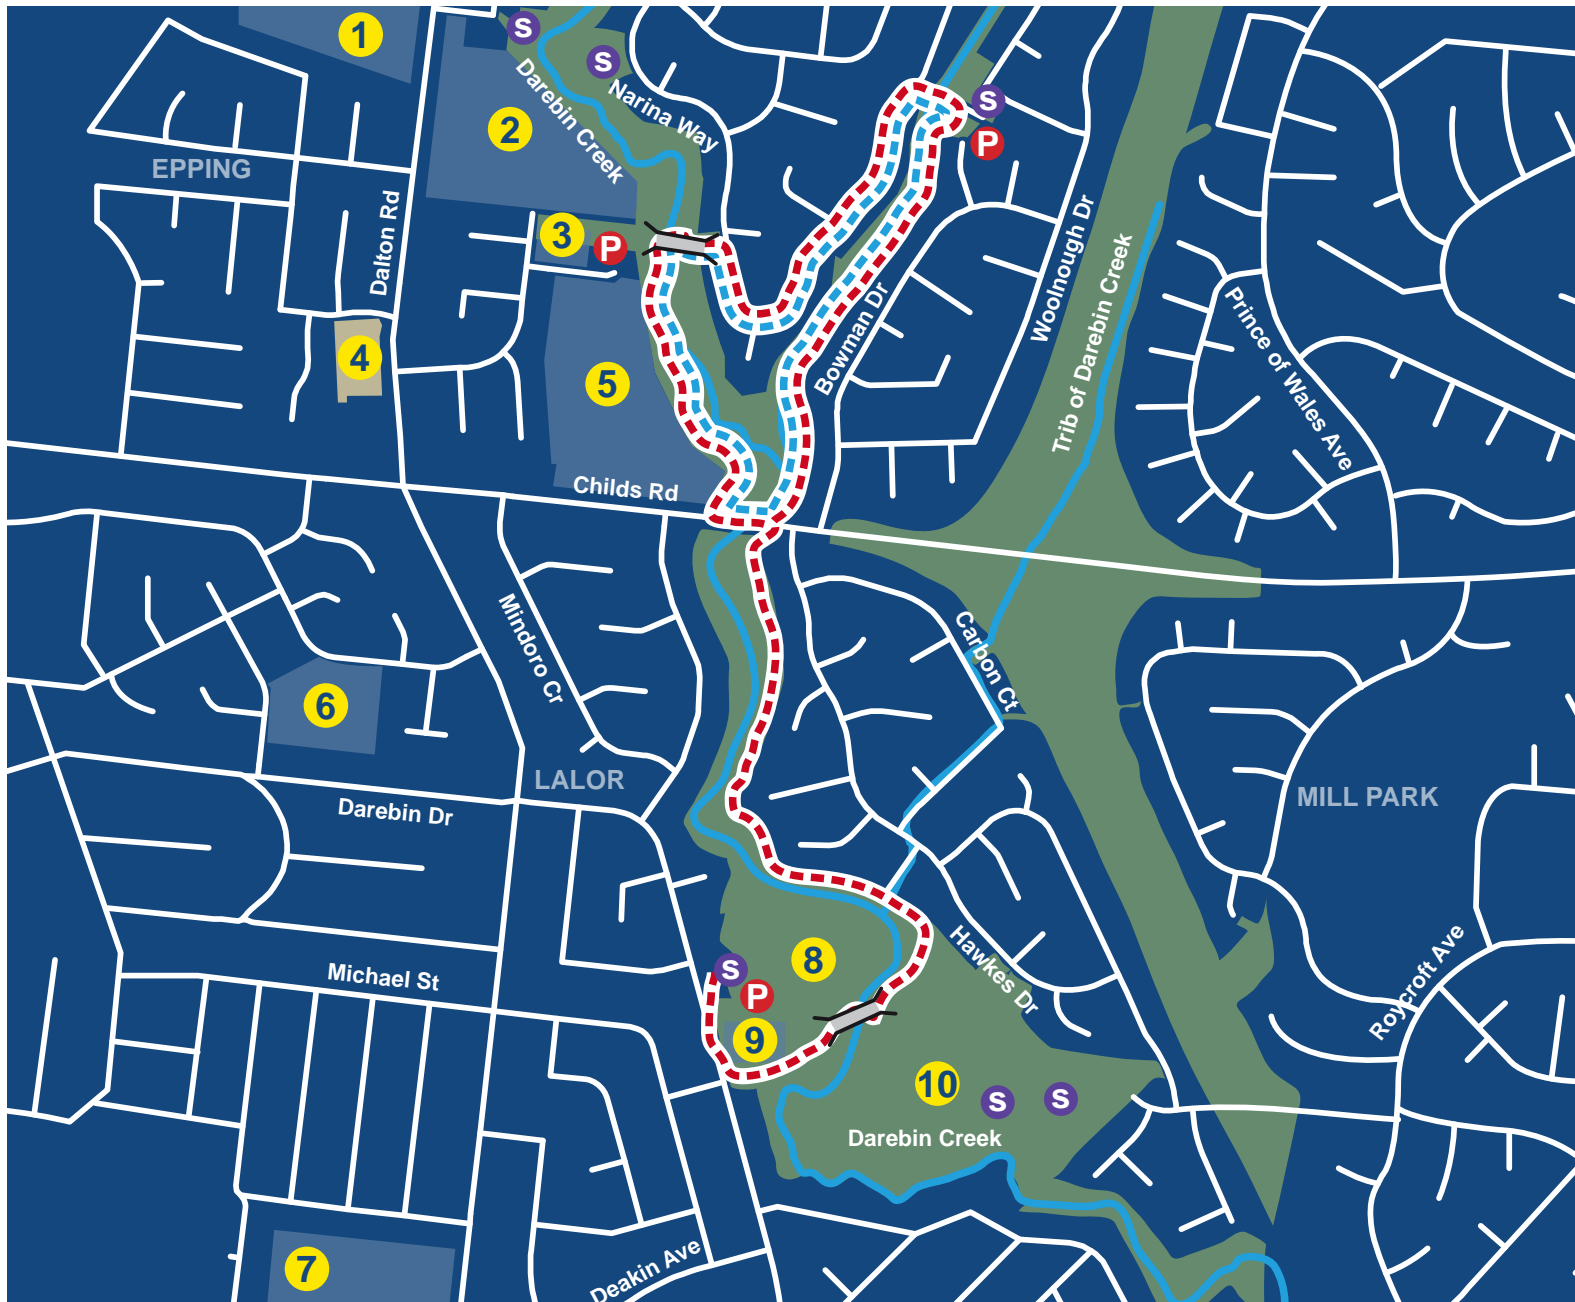 S
1
S
Darebin Creek
Narina Way
S
2
P
EPPING
Dalton Rd
3
P
Woolnough Dr
Trib of Darebin Creek
Bowman Dr
Prince of Wales Ave
4
5
Childs Rd
Mindoro Cr
Carbon Ct
6
LALOR
MILL PARK
Darebin Dr
Hawkes Dr
Roycroft Ave
8
S
Michael St
P
9
10
S
S
Darebin Creek
7
Deakin Ave